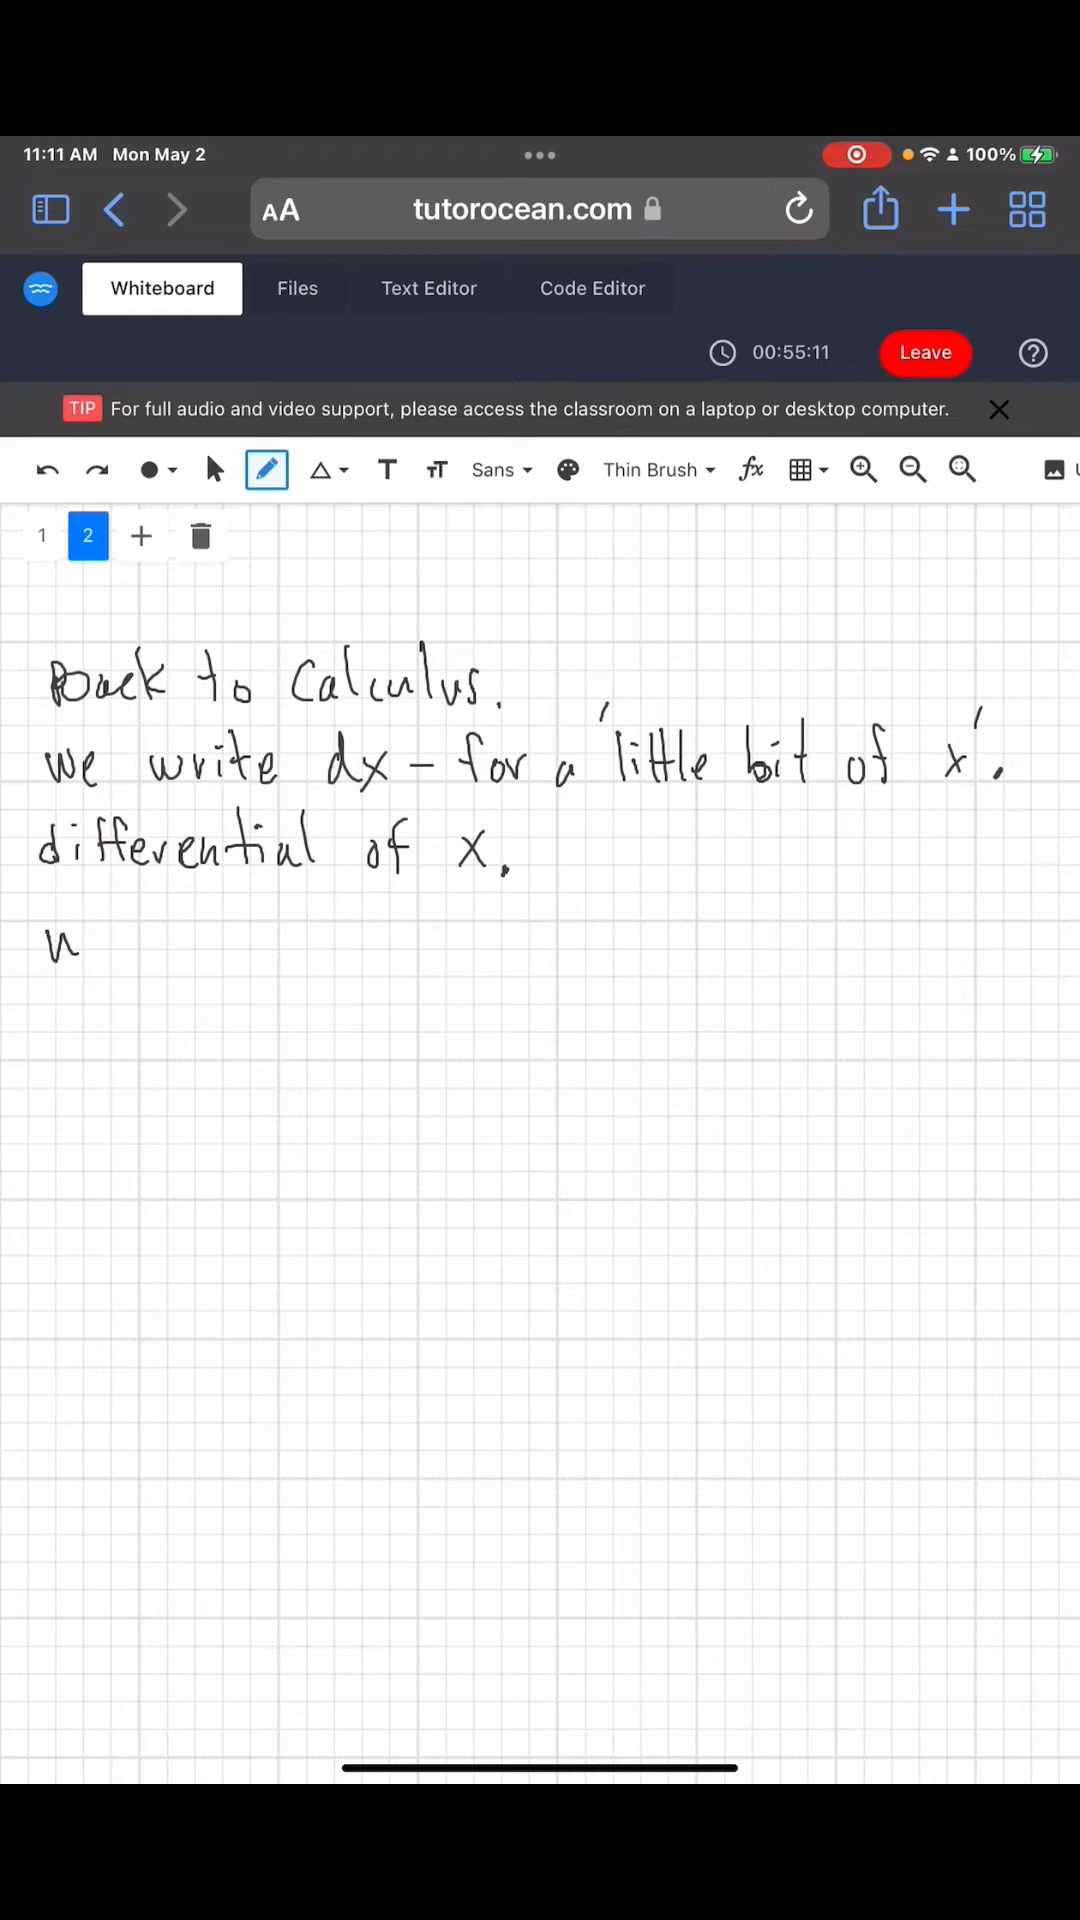 11:11 AM Mon May 2 100%
AA tutorocean.com
Whiteboard Files Text Editor Code Editor
00:55:11 Leave ?
TIP For full audio and video support, please access the classroom on a laptop or desktop computer.
T TT Sans Thin Brush fx
1 2
Back to Calculus.
we write dx - for a 'little bit of x'.
differential of x.